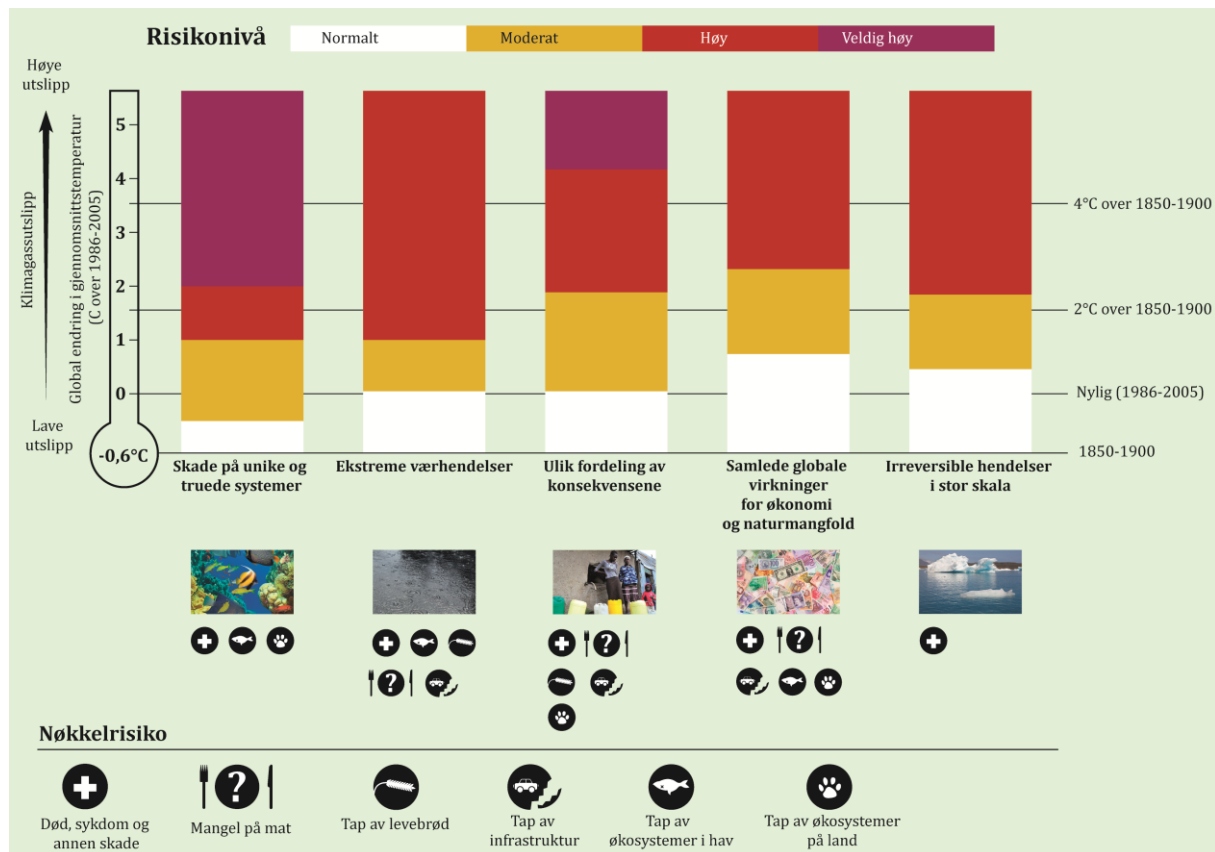 Risikonivå
Normalt
Moderat
Høy
Veldig høy
Høye
utslipp
Klimagassutslipp
Lave
utslipp
Global endring i gjennomsnittstemperatur
(C over 1986-2005)
5
4
3
2
1
0
-0,6°C
4°C over 1850-1900
2°C over 1850-1900
Nylig (1986-2005)
1850-1900
Skade på unike og
truede systemer
Ekstreme værhendelser
Ulik fordeling av
konsekvensene
Samlede globale
virkninger
for økonomi
og naturmangfold
Irreversible hendelser
i stor skala
?
?
?
Nøkkelrisiko
?
Død, sykdom og
annen skade
Mangel på mat
Tap av levebrød
Tap av
infrastruktur
Tap av
økosystemer i hav
Tap av økosystemer
på land